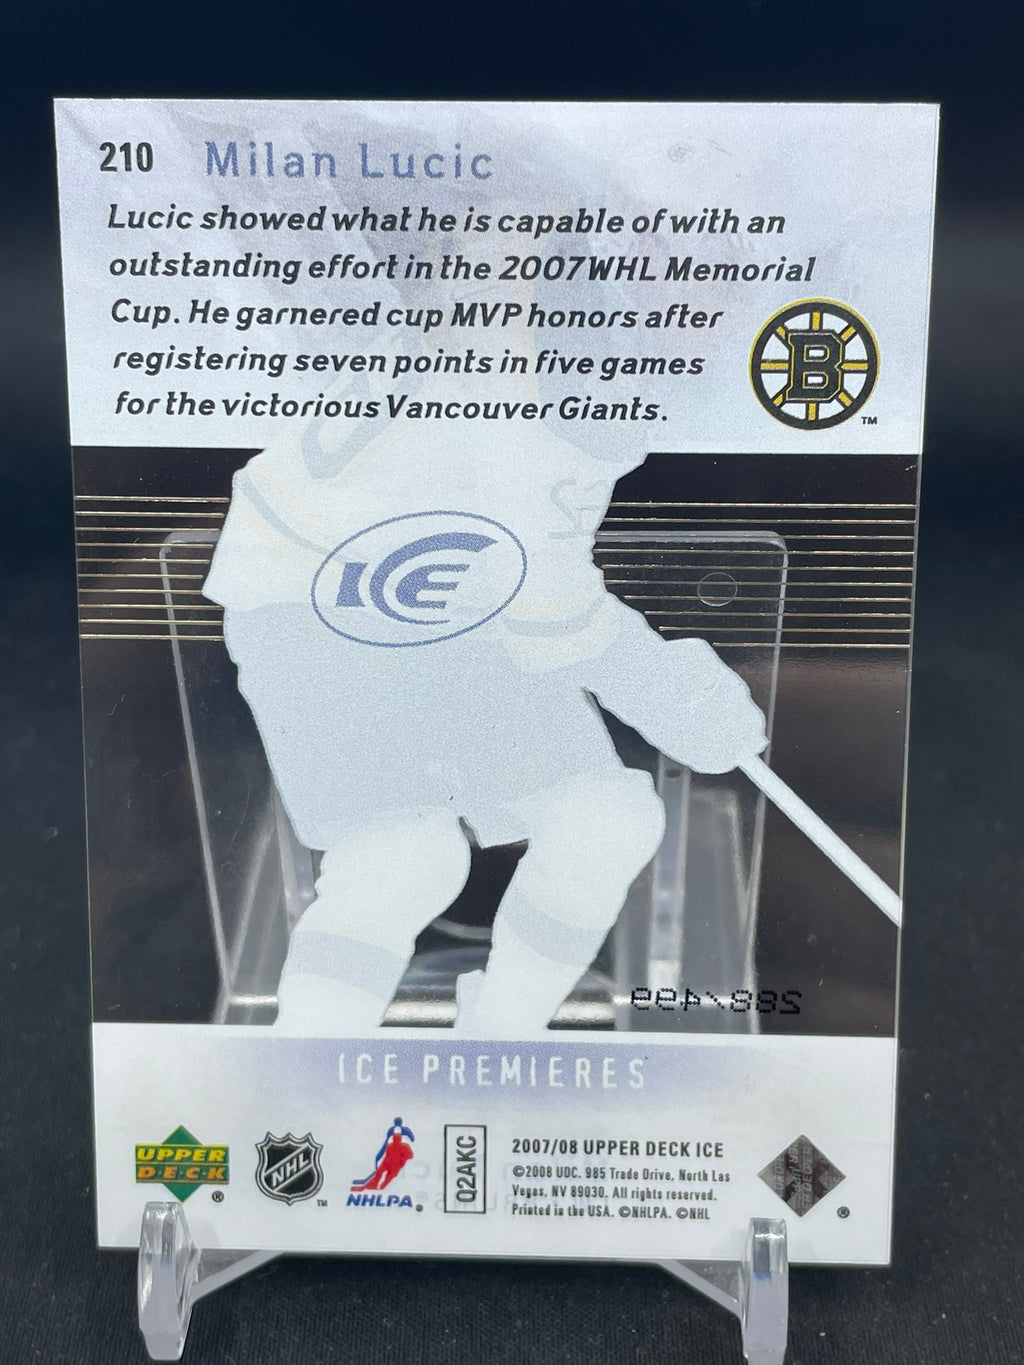 210 Milan Lucic
Lucic showed what he is capable of with an
outstanding effort in the 2007 WHL Memorial
Cup. He garnered cup MVP honors after
registering seven points in five games
for the victorious Vancouver Giants.
B
TM
ICE
288/499
ICE PREMIERES
UPPER
D·E·C·K
®
NHL
TM
NHLPA®
Q2AKC
2007/08 UPPER DECK ICE
©2008 UDC. 985 Trade Drive, North Las
Vegas, NV 89030. All rights reserved.
Printed in the USA. ©NHLPA. ©NHL
®